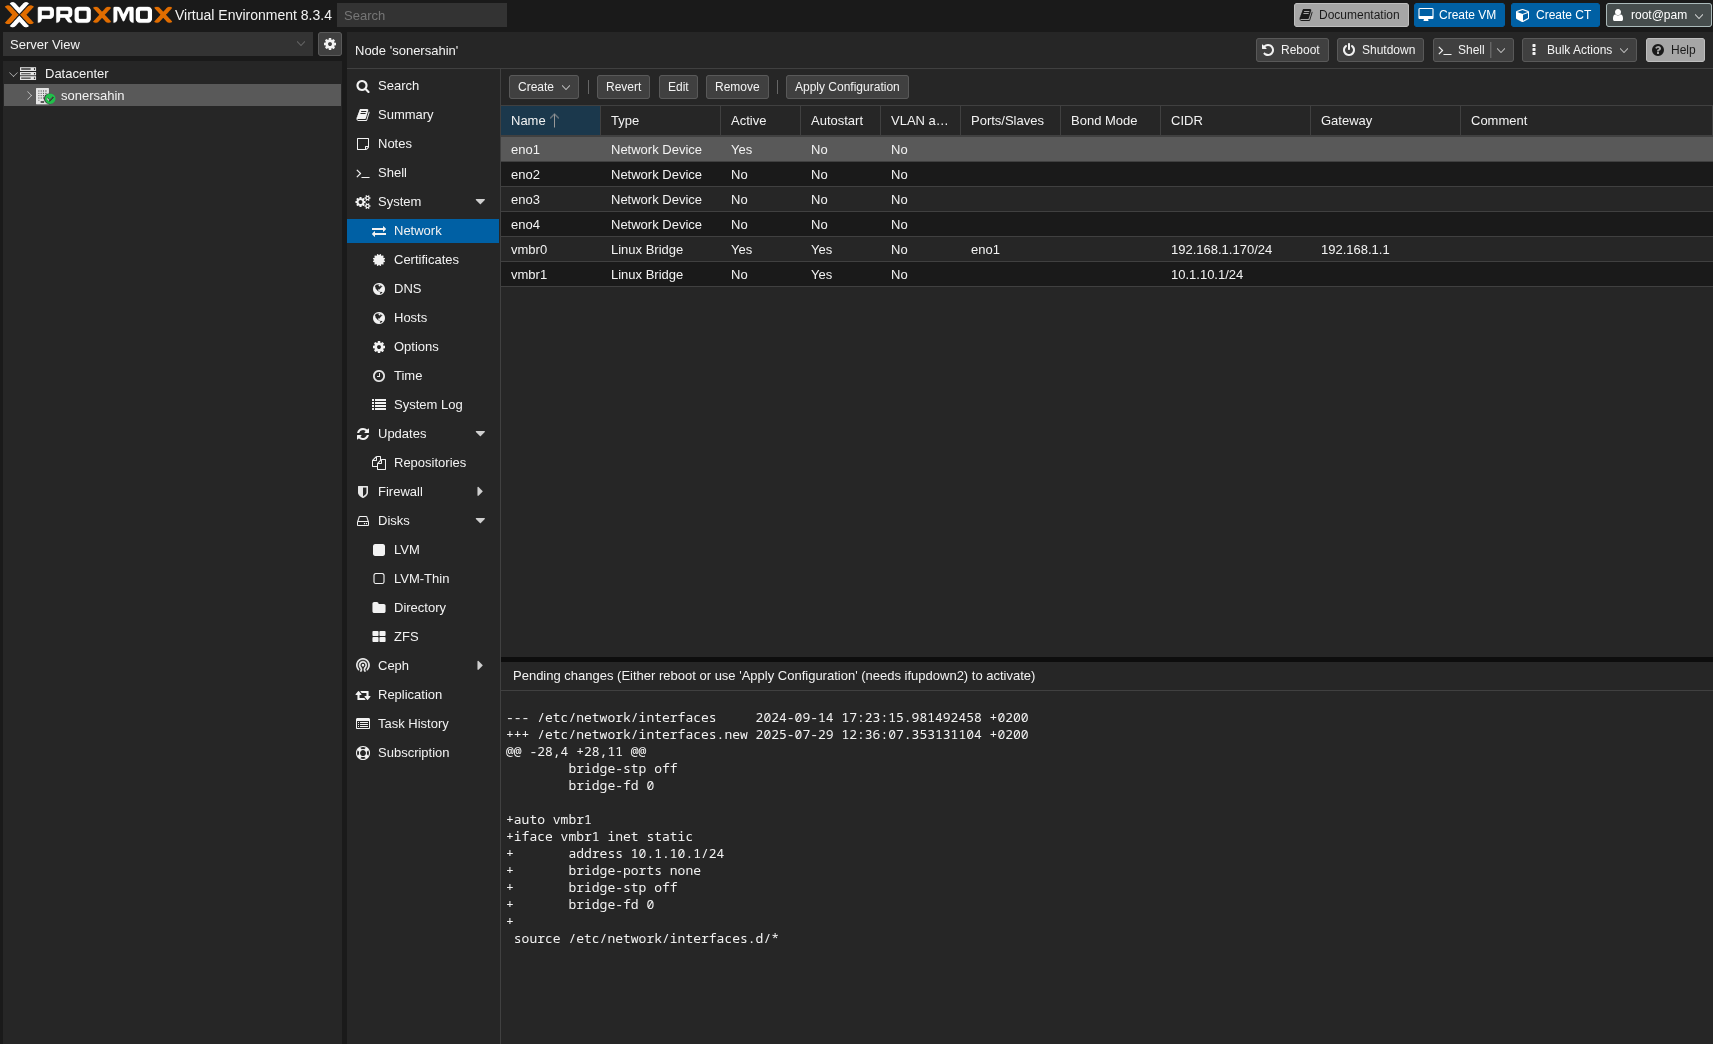 PROXMOX Virtual Environment 8.3.4 Search Documentation Create VM Create CT root@pam
Server View
Node 'sonersahin' Reboot Shutdown Shell Bulk Actions Help
Datacenter
sonersahin
Search
Summary
Notes
Shell
System
Network
Certificates
DNS
Hosts
Options
Time
System Log
Updates
Repositories
Firewall
Disks
LVM
LVM-Thin
Directory
ZFS
Ceph
Replication
Task History
Subscription
Create Revert Edit Remove Apply Configuration
Name Type Active Autostart VLAN a... Ports/Slaves Bond Mode CIDR Gateway Comment
eno1 Network Device Yes No No
eno2 Network Device No No No
eno3 Network Device No No No
eno4 Network Device No No No
vmbr0 Linux Bridge Yes Yes No eno1 192.168.1.170/24 192.168.1.1
vmbr1 Linux Bridge No Yes No 10.1.10.1/24
Pending changes (Either reboot or use 'Apply Configuration' (needs ifupdown2) to activate)
--- /etc/network/interfaces     2024-09-14 17:23:15.981492458 +0200
+++ /etc/network/interfaces.new 2025-07-29 12:36:07.353131104 +0200
@@ -28,4 +28,11 @@
        bridge-stp off
        bridge-fd 0
+auto vmbr1
+iface vmbr1 inet static
+       address 10.1.10.1/24
+       bridge-ports none
+       bridge-stp off
+       bridge-fd 0
+
 source /etc/network/interfaces.d/*